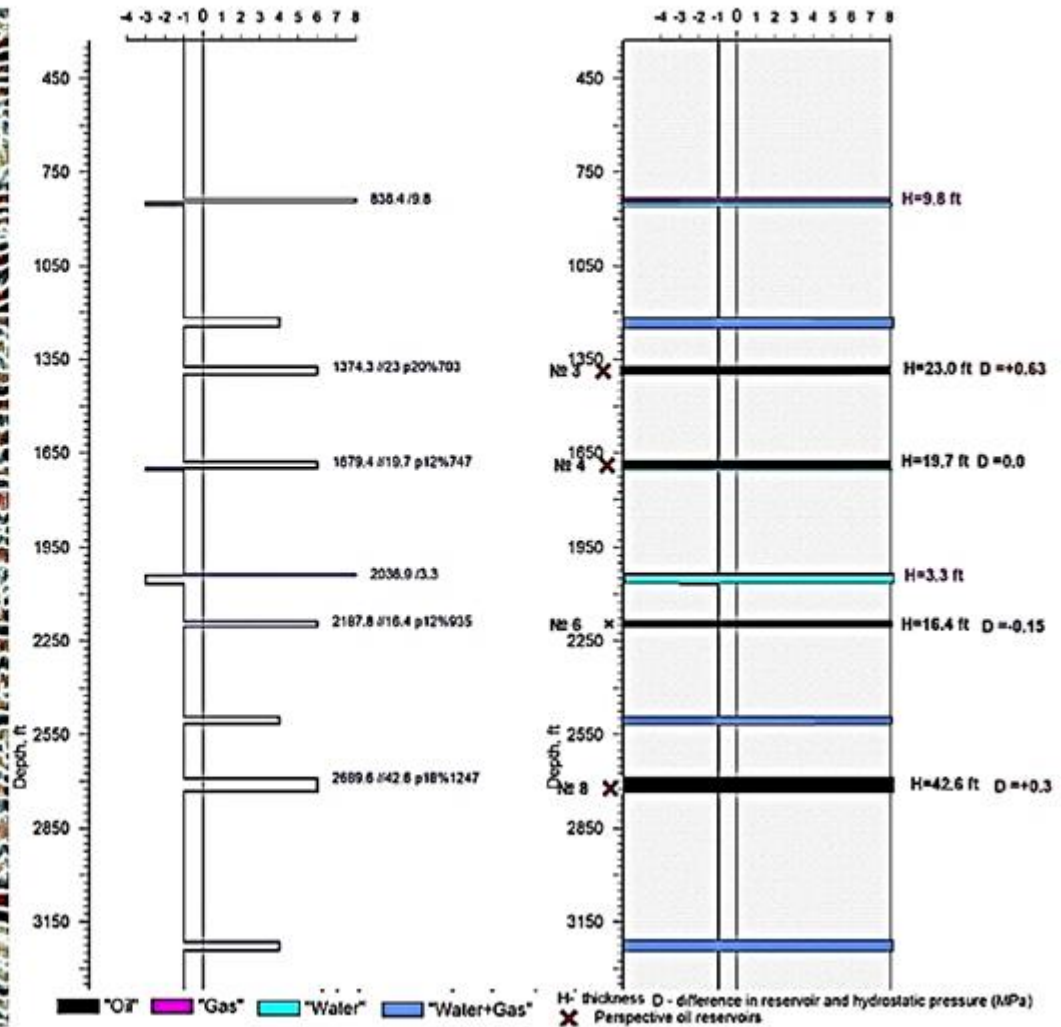 -4 -3 -2 -1 0 1 2 3 4 5 6 7 8
450
750
1050
1350
1650
1950
2250
2550
2850
3150
Depth, ft
838.4 /9.8
1374.3 //23 p20%703
1679.4 //19.7 p12%747
2036.9 /3.3
2187.8 //16.4 p12%935
2689.6 //42.6 p18%1247
-4 -3 -2 -1 0 1 2 3 4 5 6 7 8
450
750
1050
1350
1650
1950
2250
2550
2850
3150
Depth, ft
№ 3
№ 4
№ 6
№ 8
H=9.8 ft
H=23.0 ft D =+0.63
H=19.7 ft D =0.0
H=3.3 ft
H=16.4 ft D =-0.15
H=42.6 ft D =+0.3
"Oil" "Gas" "Water" "Water+Gas"
H- thickness D - difference in reservoir and hydrostatic pressure (MPa)
Perspective oil reservoirs